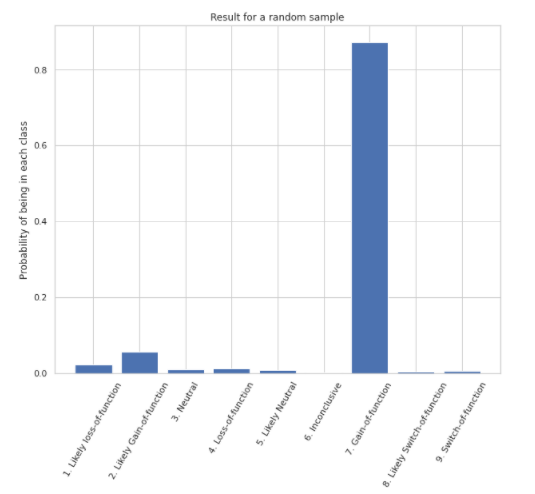 Result for a random sample
Probability of being in each class
0.8
0.6
0.4
0.2
0.0
1. Likely loss-of-function
2. Likely Gain-of-function
3. Neutral
4. Loss-of-function
5. Likely Neutral
6. Inconclusive
7. Gain-of-function
8. Likely Switch-of-function
9. Switch-of-function